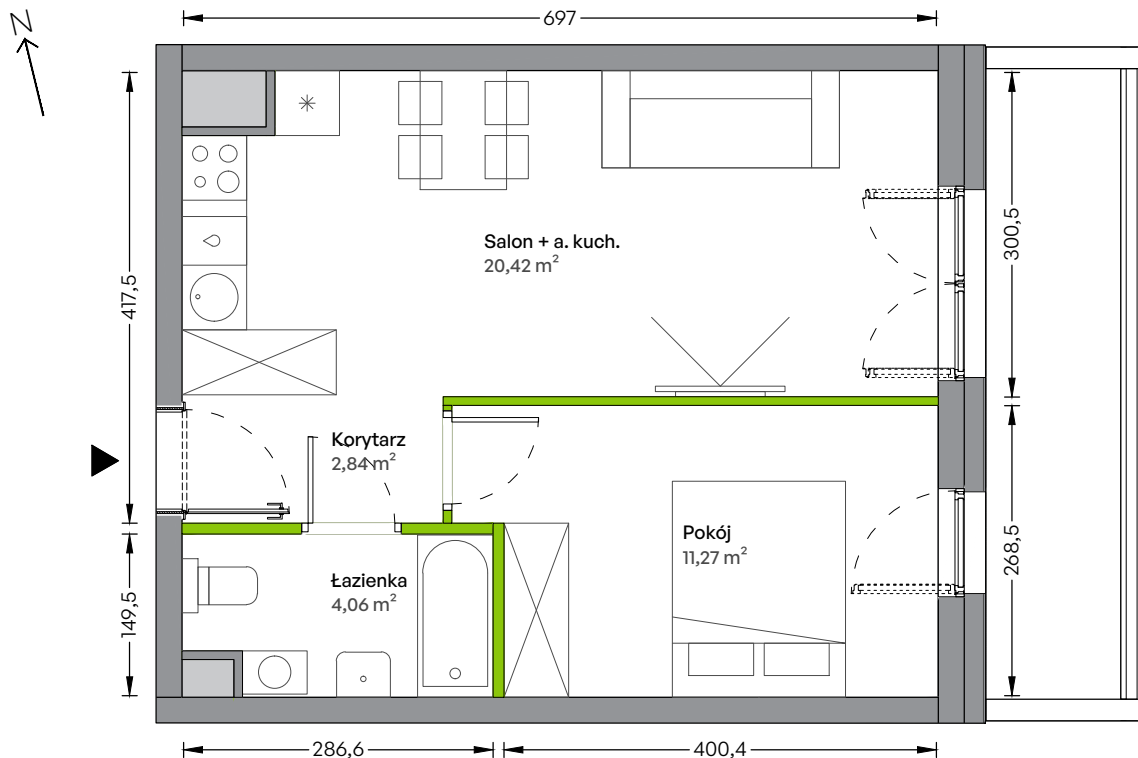 697
N
Salon + a. kuch.
20,42 m²
300,5
417,5
Korytarz
2,84 m²
Pokój
11,27 m²
Łazienka
4,06 m²
268,5
149,5
286,6
400,4